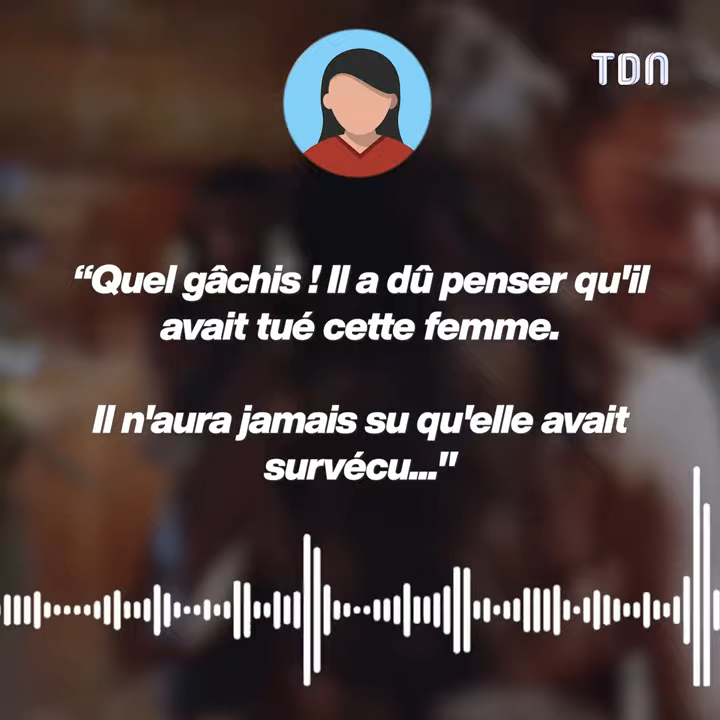 TDN
“Quel gâchis ! Il a dû penser qu'il
avait tué cette femme.
Il n'aura jamais su qu'elle avait
survécu..."